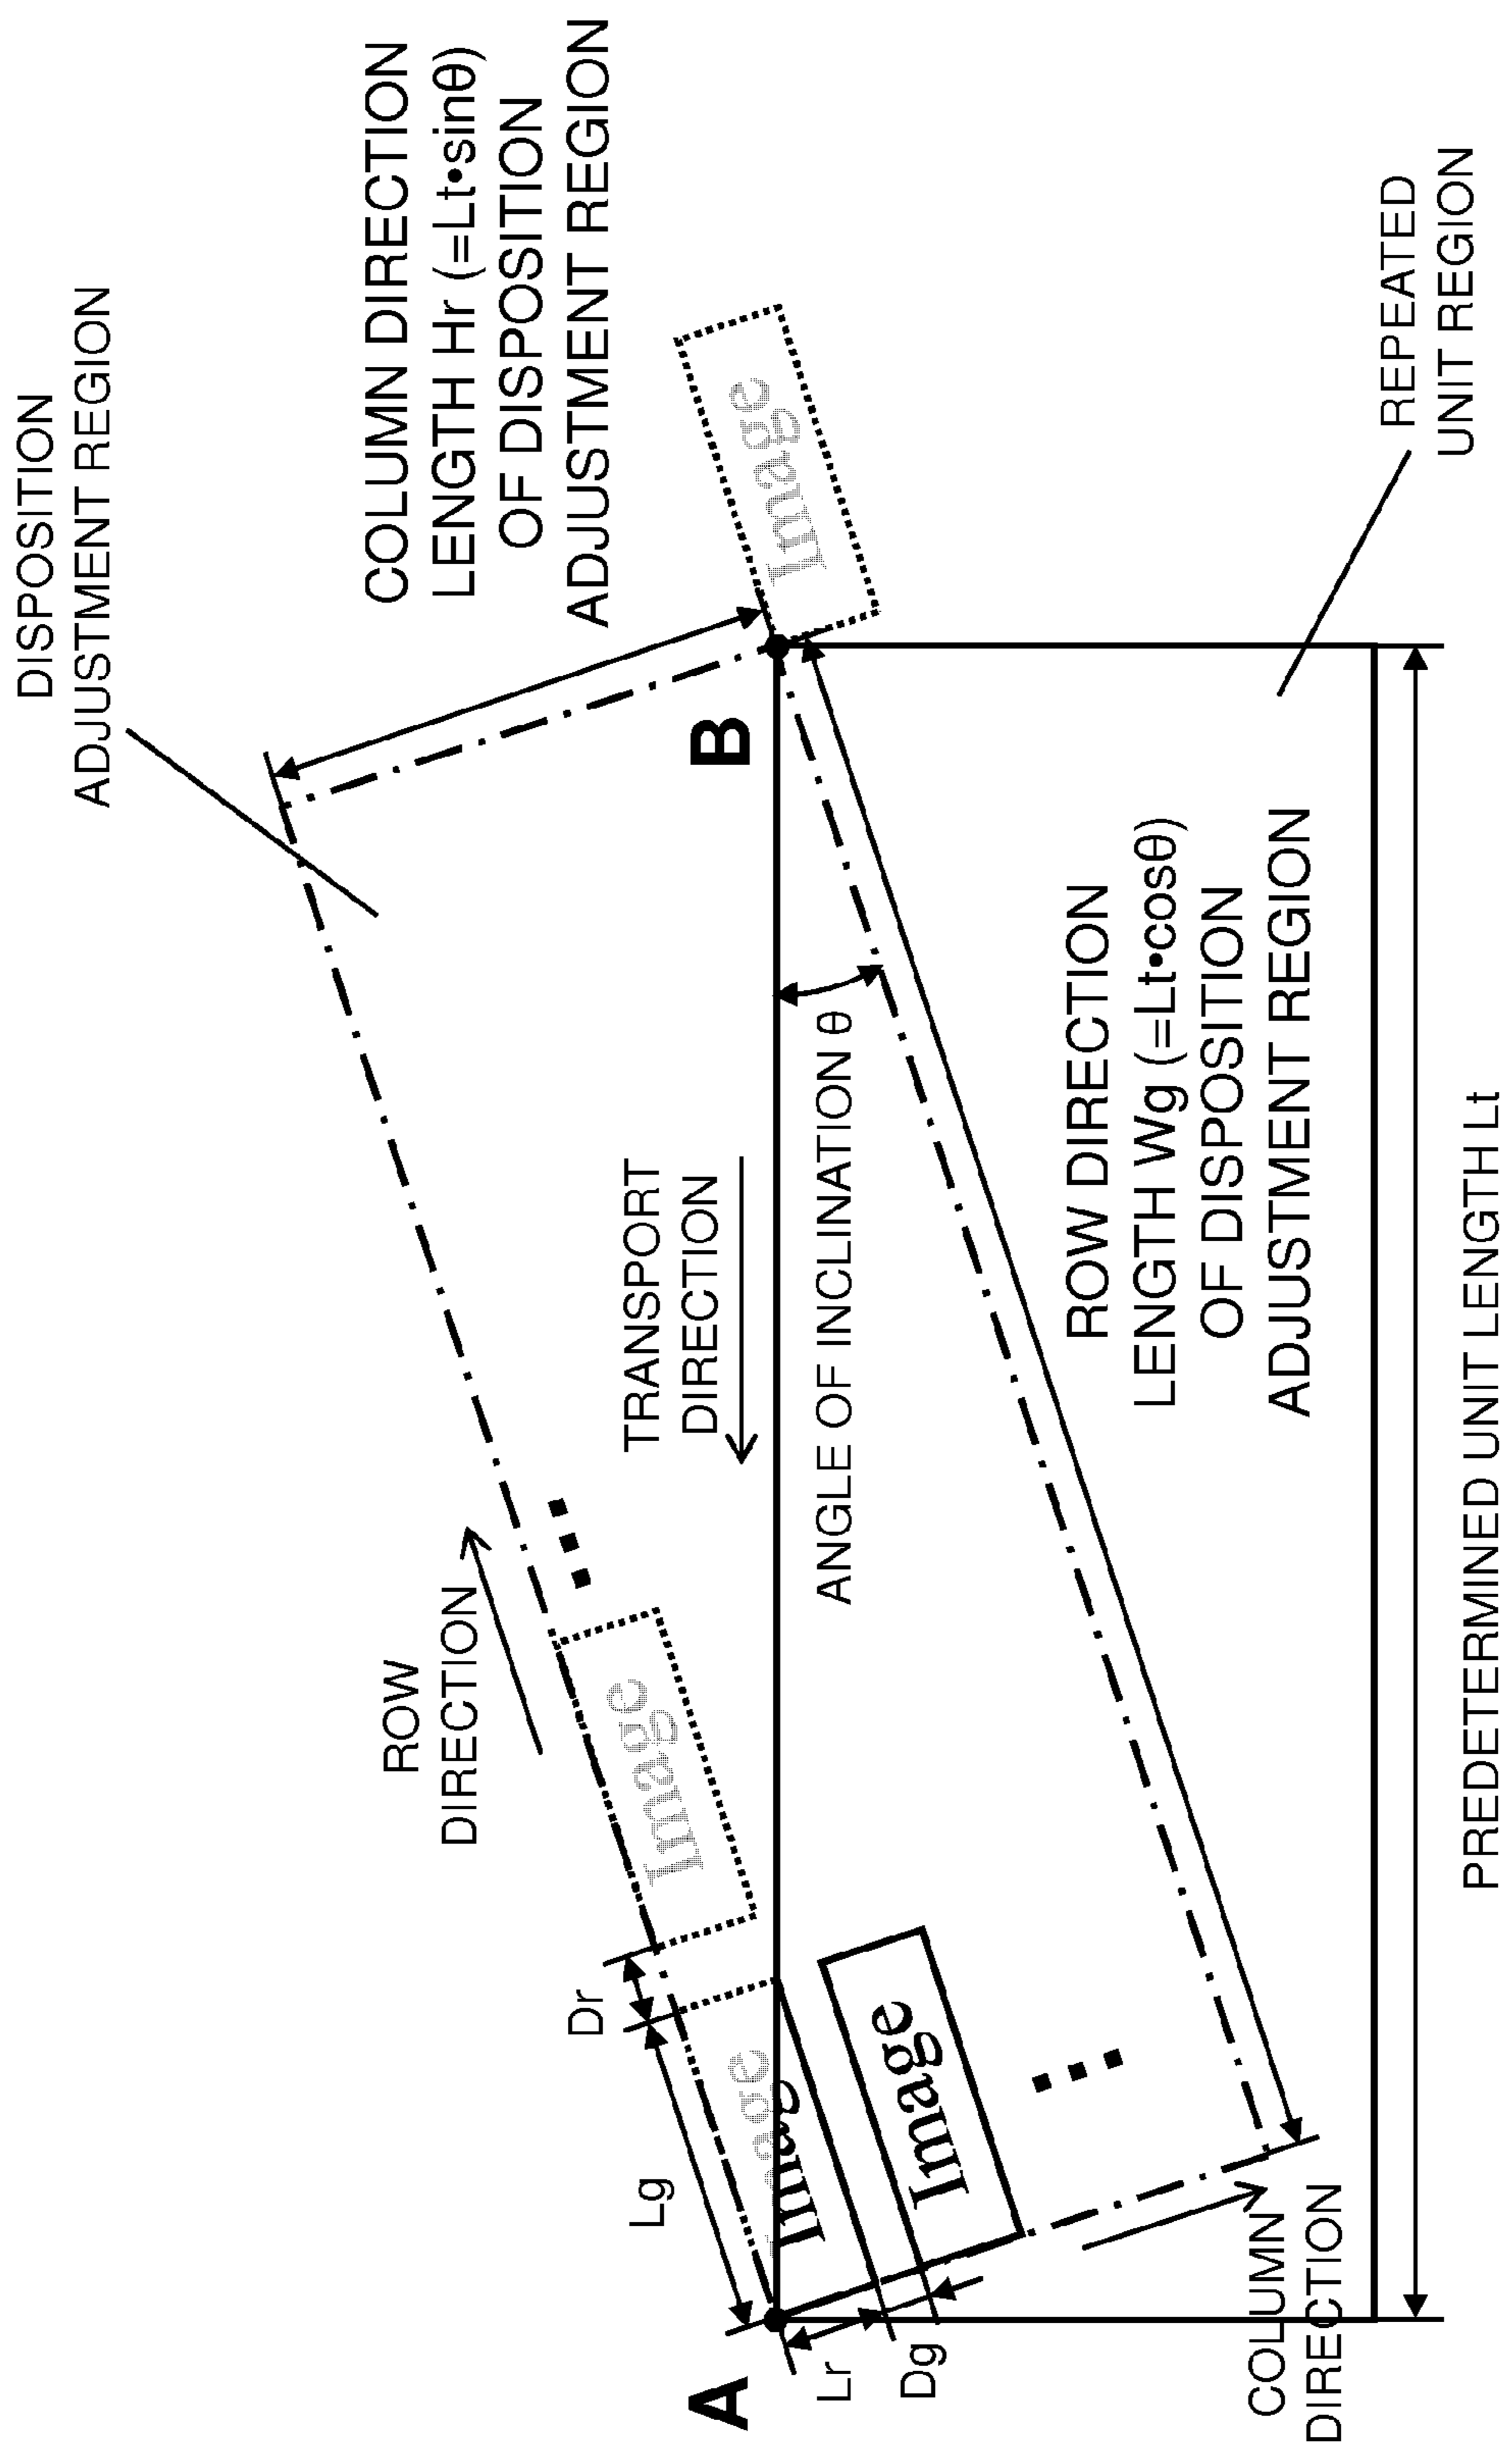 DISPOSITION
ADJUSTMENT REGION
COLUMN DIRECTION
LENGTH Hr (=Lt•sinθ)
OF DISPOSITION
ADJUSTMENT REGION
ROW
DIRECTION
TRANSPORT
DIRECTION
Dr
Lg
Image
Image
Image
Image
A
B
ANGLE OF INCLINATION θ
Image
Lr
Dg
ROW DIRECTION
LENGTH Wg (=Lt•cosθ)
OF DISPOSITION
ADJUSTMENT REGION
COLUMN
DIRECTION
REPEATED
UNIT REGION
PREDETERMINED UNIT LENGTH Lt